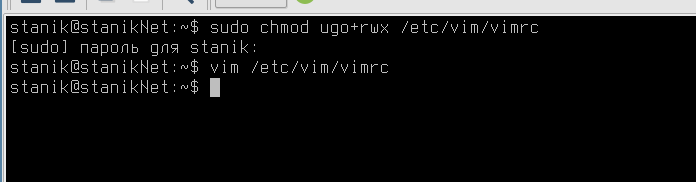 stanik@stanikNet:~$ sudo chmod ugo+rwx /etc/vim/vimrc
[sudo] пароль для stanik:
stanik@stanikNet:~$ vim /etc/vim/vimrc
stanik@stanikNet:~$